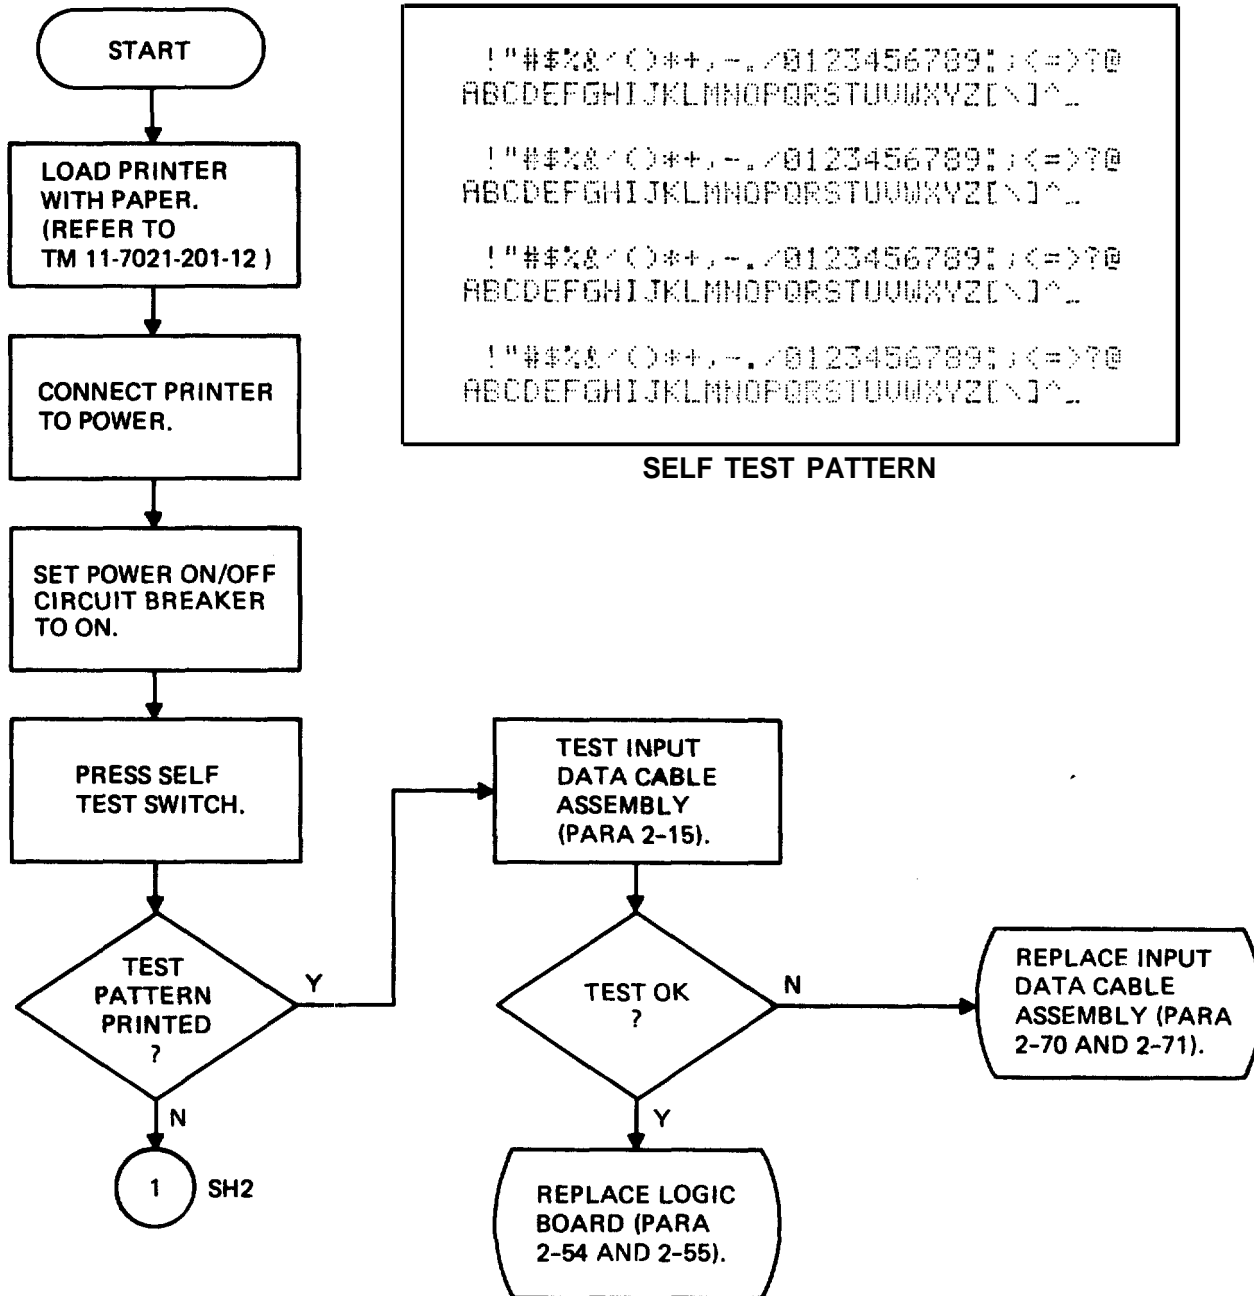 START
LOAD PRINTER
WITH PAPER.
(REFER TO
TM 11-7021-201-12 )
CONNECT PRINTER
TO POWER.
SET POWER ON/OFF
CIRCUIT BREAKER
TO ON.
PRESS SELF
TEST SWITCH.
TEST
PATTERN
PRINTED
?
Y
N
1 SH2
!"#$%&'()*+,-./0123456789:;<=>?@
ABCDEFGHIJKLMNOPQRSTUVWXYZ[\]^_
!"#$%&'()*+,-./0123456789:;<=>?@
ABCDEFGHIJKLMNOPQRSTUVWXYZ[\]^_
!"#$%&'()*+,-./0123456789:;<=>?@
ABCDEFGHIJKLMNOPQRSTUVWXYZ[\]^_
!"#$%&'()*+,-./0123456789:;<=>?@
ABCDEFGHIJKLMNOPQRSTUVWXYZ[\]^_
SELF TEST PATTERN
TEST INPUT
DATA CABLE
ASSEMBLY
(PARA 2-15).
TEST OK
?
N
Y
REPLACE INPUT
DATA CABLE
ASSEMBLY (PARA
2-70 AND 2-71).
REPLACE LOGIC
BOARD (PARA
2-54 AND 2-55).